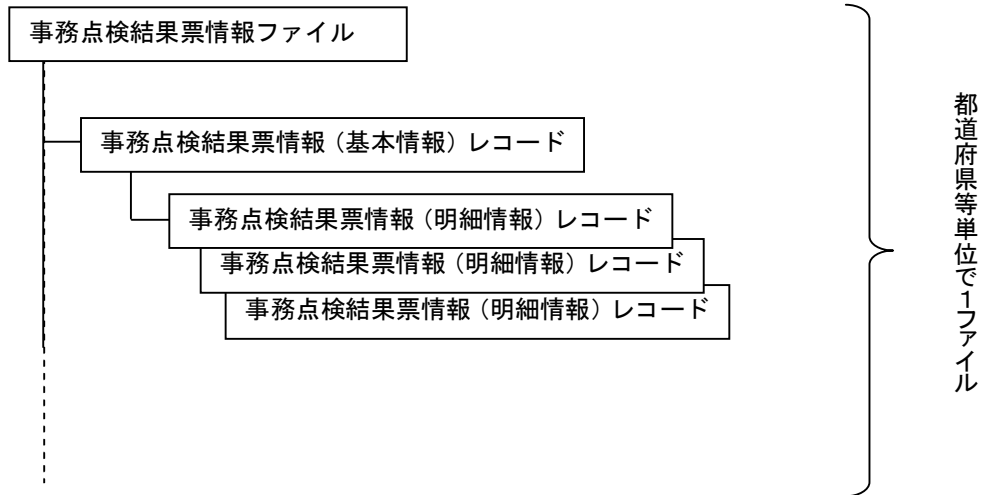 事務点検結果票情報ファイル
事務点検結果票情報（基本情報）レコード
事務点検結果票情報（明細情報）レコード
事務点検結果票情報（明細情報）レコード
事務点検結果票情報（明細情報）レコード
都道府県等単位で1ファイル